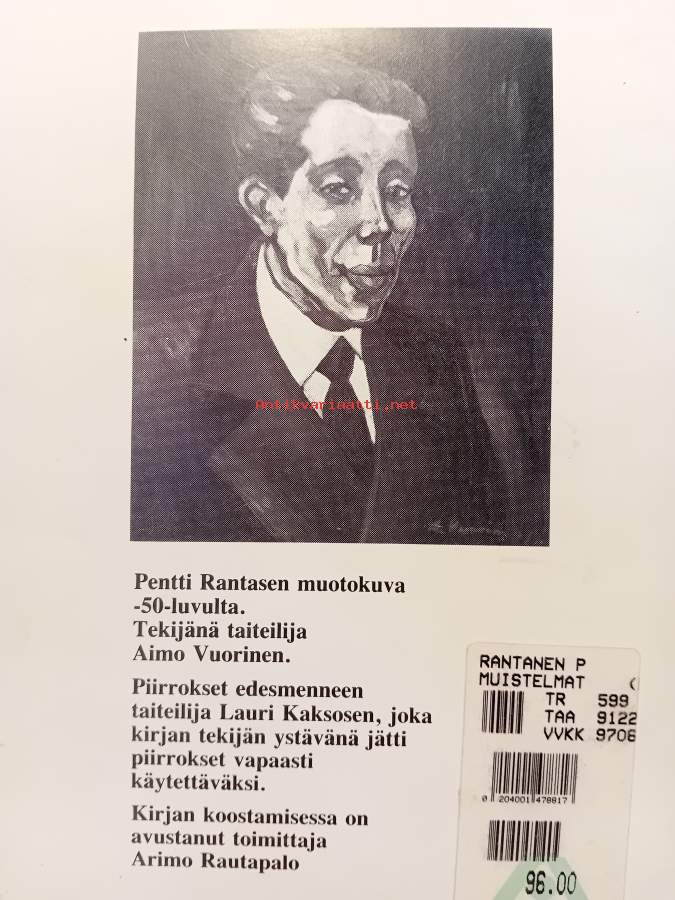 Antikvariaatti.net
Pentti Rantasen muotokuva
-50-luvulta.
Tekijänä taiteilija
Aimo Vuorinen.
Piirrokset edesmenneen
taiteilija Lauri Kaksosen, joka
kirjan tekijän ystävänä jätti
piirrokset vapaasti
käytettäväksi.
Kirjan koostamisessa on
avustanut toimittaja
Arimo Rautapalo
RANTANEN P
MUISTELMAT (
TR 599
TAA 9122
VVKK 9706
0 204001 478817
96.00